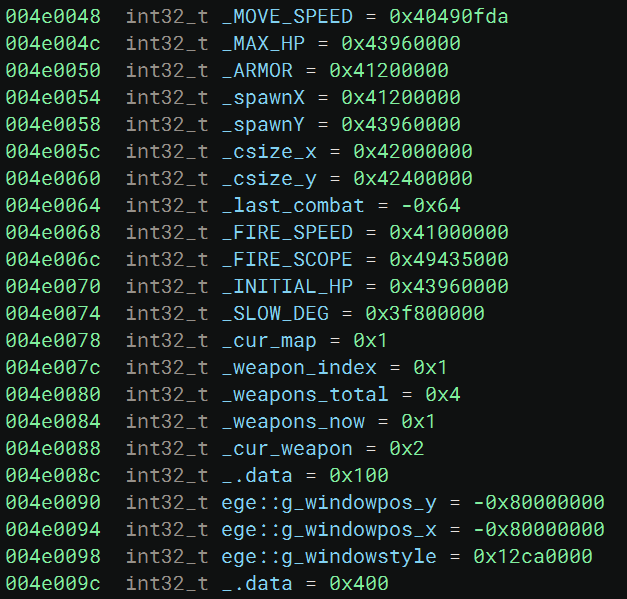 004e0048  int32_t _MOVE_SPEED = 0x40490fda
004e004c  int32_t _MAX_HP = 0x43960000
004e0050  int32_t _ARMOR = 0x41200000
004e0054  int32_t _spawnX = 0x41200000
004e0058  int32_t _spawnY = 0x43960000
004e005c  int32_t _csize_x = 0x42000000
004e0060  int32_t _csize_y = 0x42400000
004e0064  int32_t _last_combat = -0x64
004e0068  int32_t _FIRE_SPEED = 0x41000000
004e006c  int32_t _FIRE_SCOPE = 0x49435000
004e0070  int32_t _INITIAL_HP = 0x43960000
004e0074  int32_t _SLOW_DEG = 0x3f800000
004e0078  int32_t _cur_map = 0x1
004e007c  int32_t _weapon_index = 0x1
004e0080  int32_t _weapons_total = 0x4
004e0084  int32_t _weapons_now = 0x1
004e0088  int32_t _cur_weapon = 0x2
004e008c  int32_t _.data = 0x100
004e0090  int32_t ege::g_windowpos_y = -0x80000000
004e0094  int32_t ege::g_windowpos_x = -0x80000000
004e0098  int32_t ege::g_windowstyle = 0x12ca0000
004e009c  int32_t _.data = 0x400